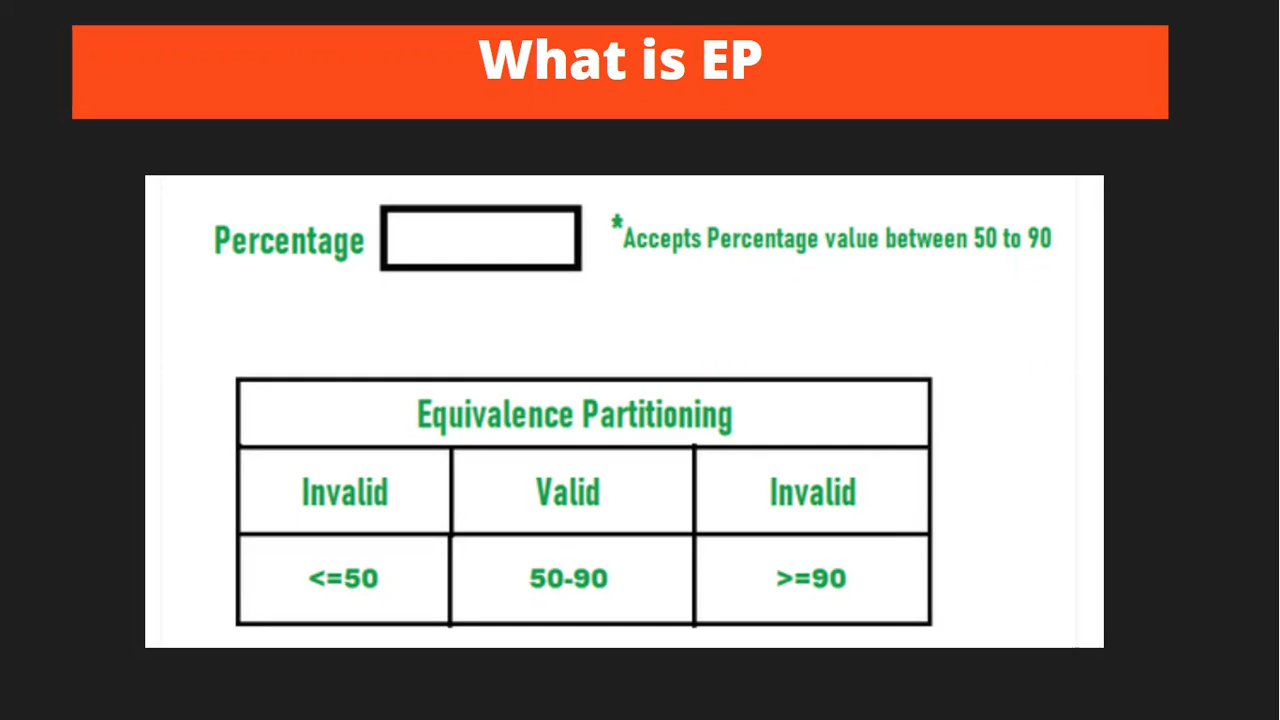 What is EP
Percentage *Accepts Percentage value between 50 to 90
Equivalence Partitioning
Invalid Valid Invalid
<=50 50-90 >=90